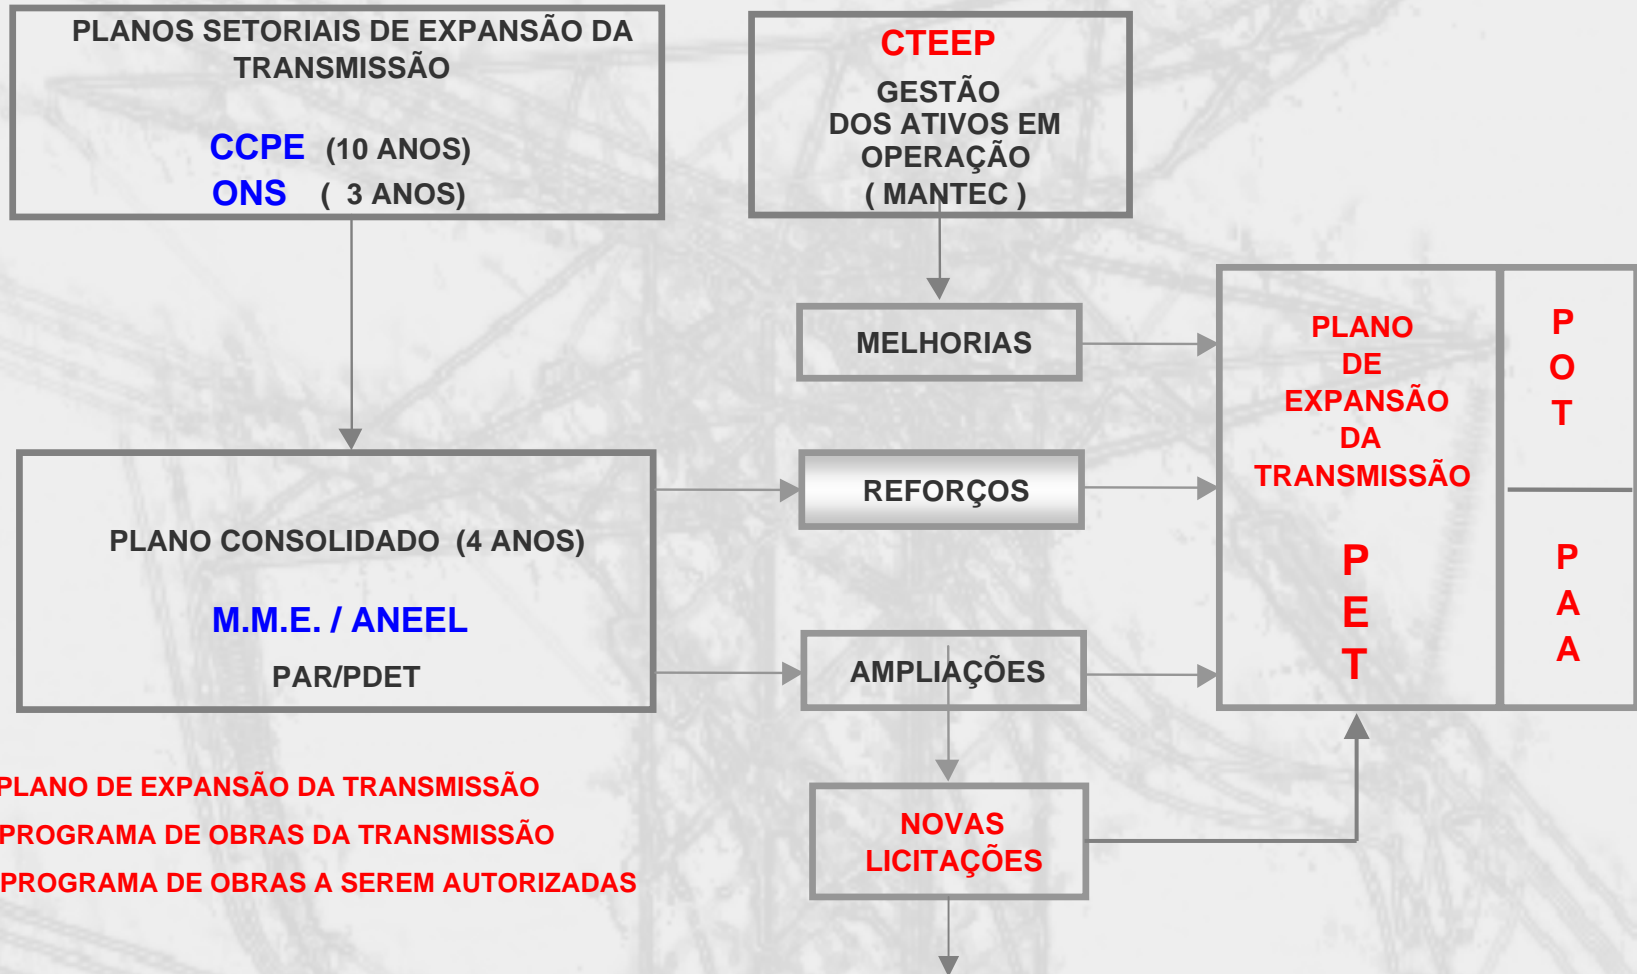 PLANOS SETORIAIS DE EXPANSÃO DA
TRANSMISSÃO
CCPE (10 ANOS)
ONS ( 3 ANOS)
CTEEP
GESTÃO
DOS ATIVOS EM
OPERAÇÃO
( MANTEC )
MELHORIAS
REFORÇOS
PLANO CONSOLIDADO (4 ANOS)
M.M.E. / ANEEL
PAR/PDET
AMPLIAÇÕES
NOVAS
LICITAÇÕES
PLANO
DE
EXPANSÃO
DA
TRANSMISSÃO
P
E
T
P
O
T
P
A
A
PLANO DE EXPANSÃO DA TRANSMISSÃO
PROGRAMA DE OBRAS DA TRANSMISSÃO
PROGRAMA DE OBRAS A SEREM AUTORIZADAS